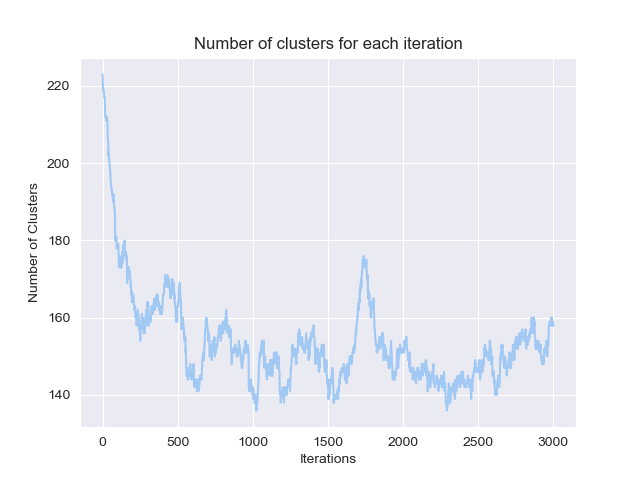 Number of clusters for each iteration
220
200
180
160
140
Number of Clusters
0 500 1000 1500 2000 2500 3000
Iterations